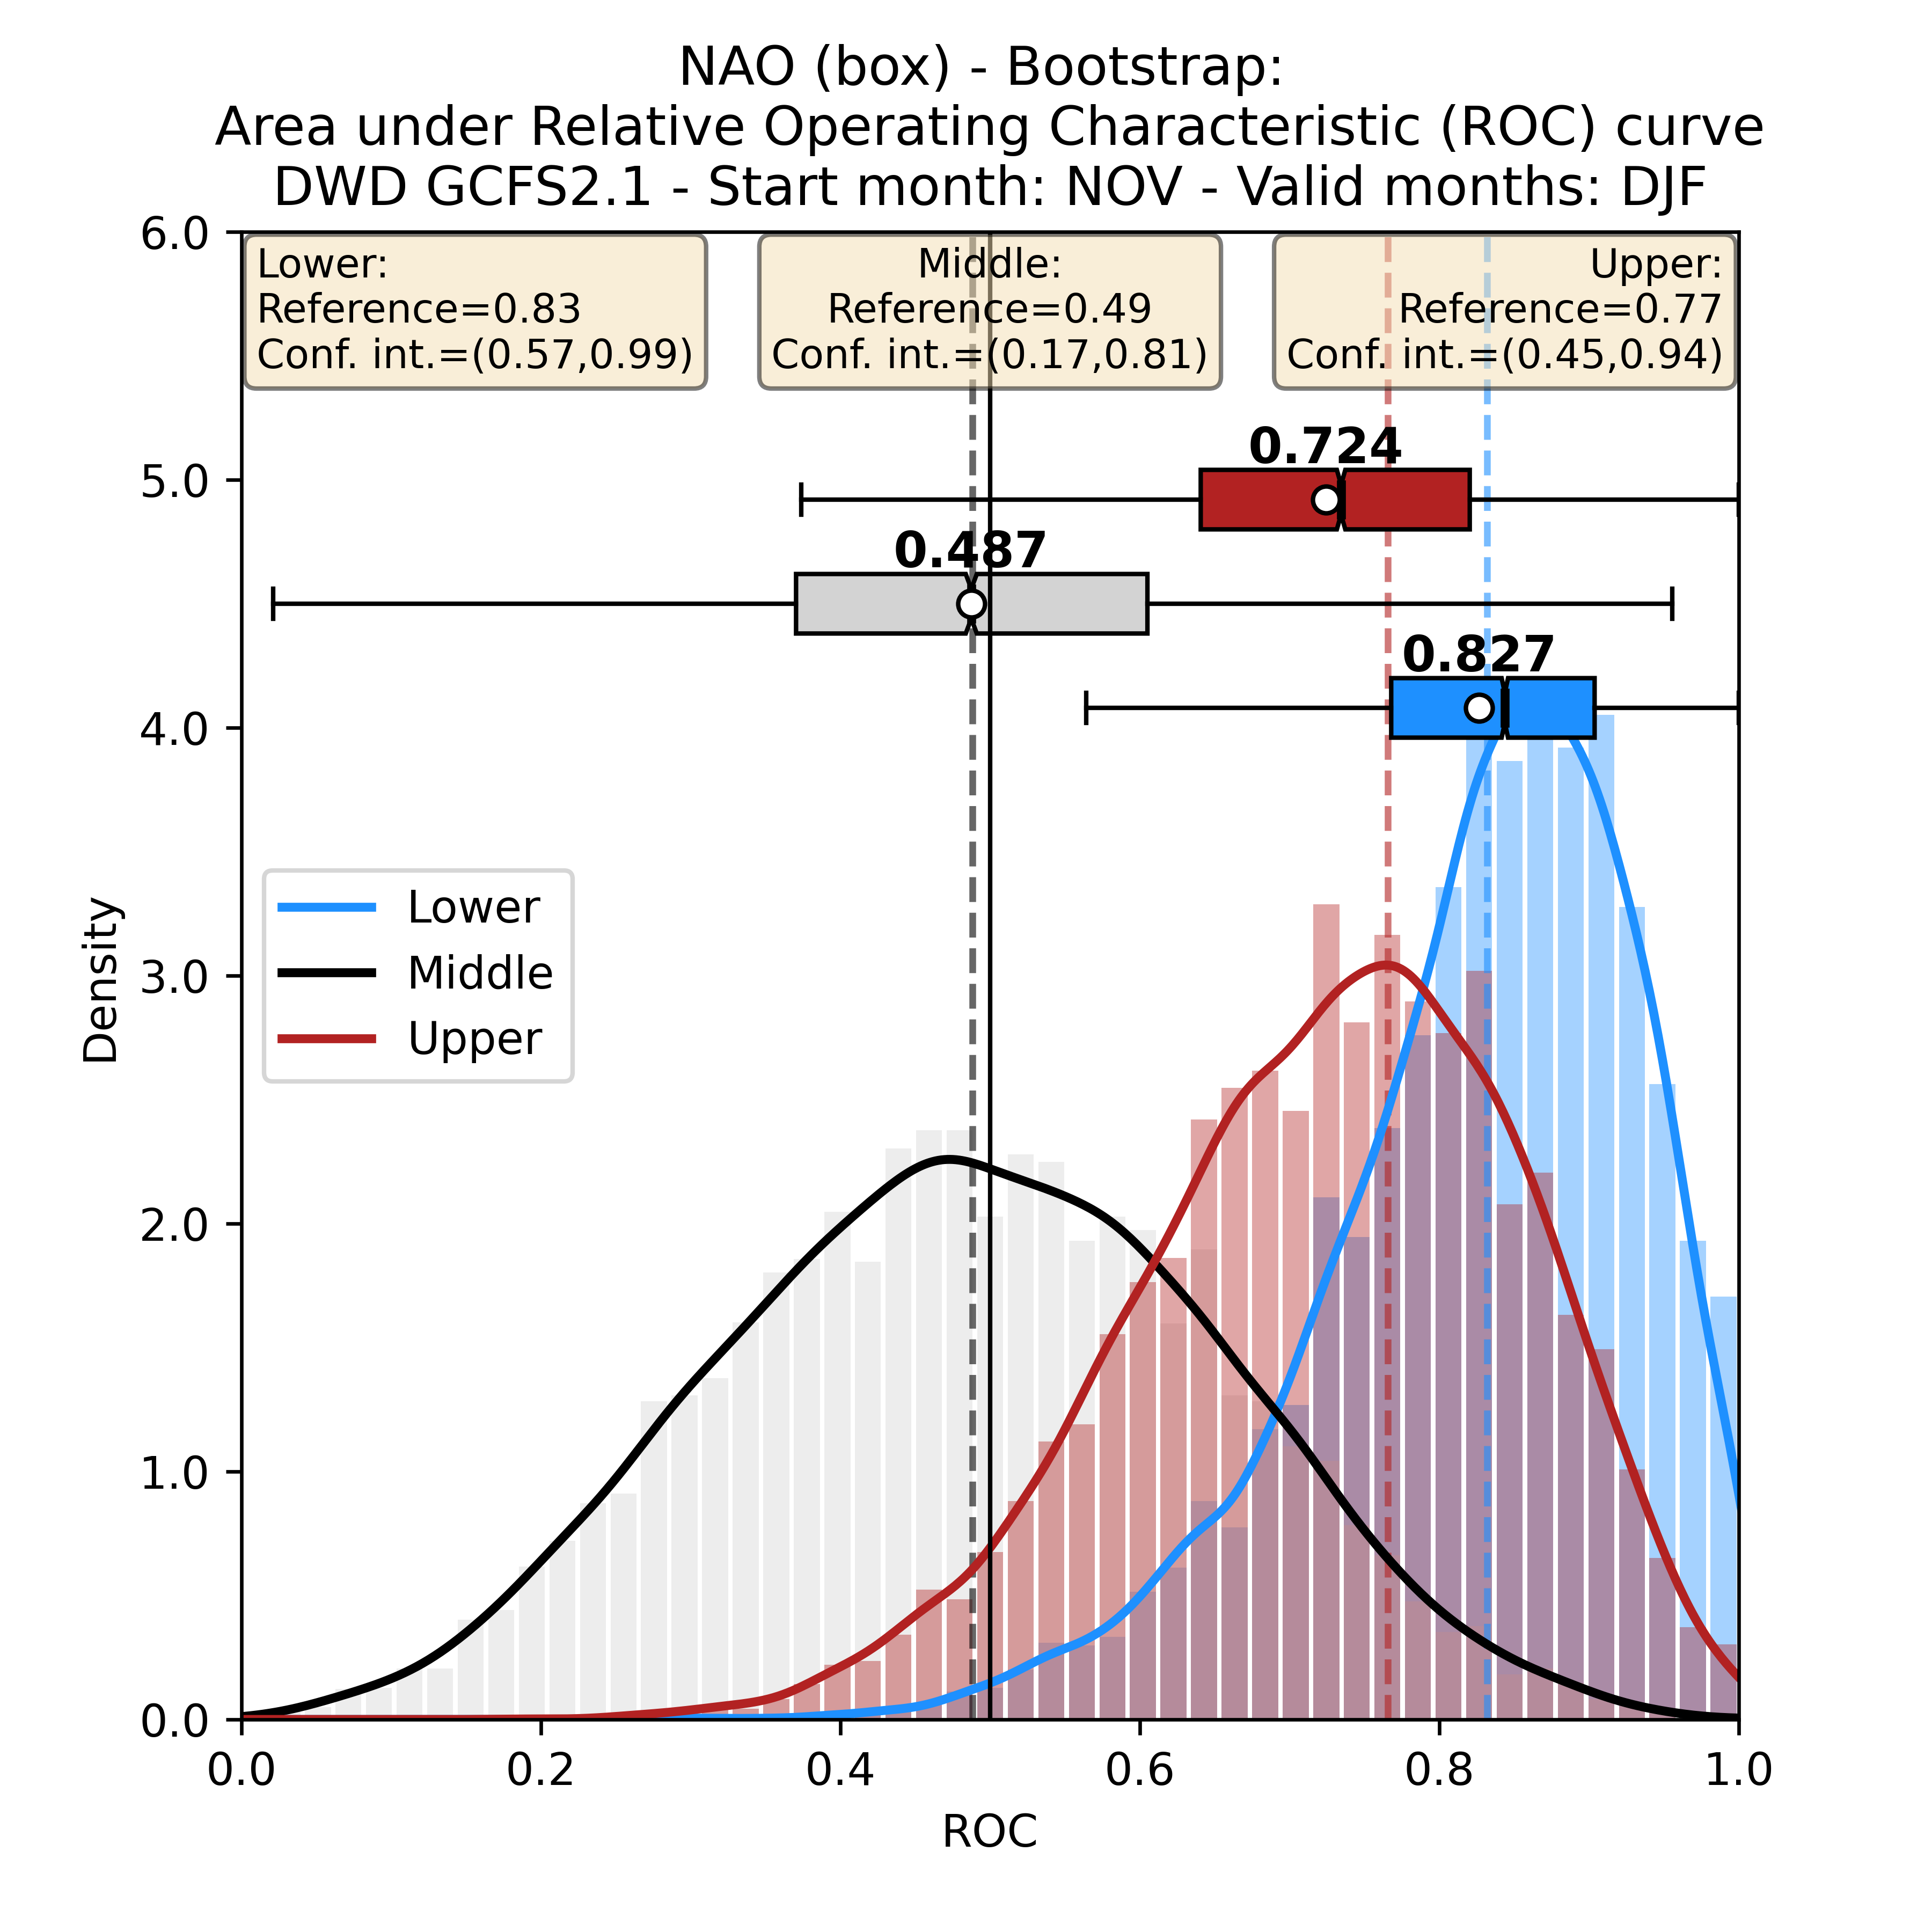 NAO (box) - Bootstrap:
Area under Relative Operating Characteristic (ROC) curve
DWD GCFS2.1 - Start month: NOV - Valid months: DJF
6.0
5.0
4.0
3.0
2.0
1.0
0.0
Density
Lower:
Reference=0.83
Conf. int.=(0.57,0.99)
Middle:
Reference=0.49
Conf. int.=(0.17,0.81)
Upper:
Reference=0.77
Conf. int.=(0.45,0.94)
0.724
0.487
0.827
Lower
Middle
Upper
0.0 0.2 0.4 0.6 0.8 1.0
ROC